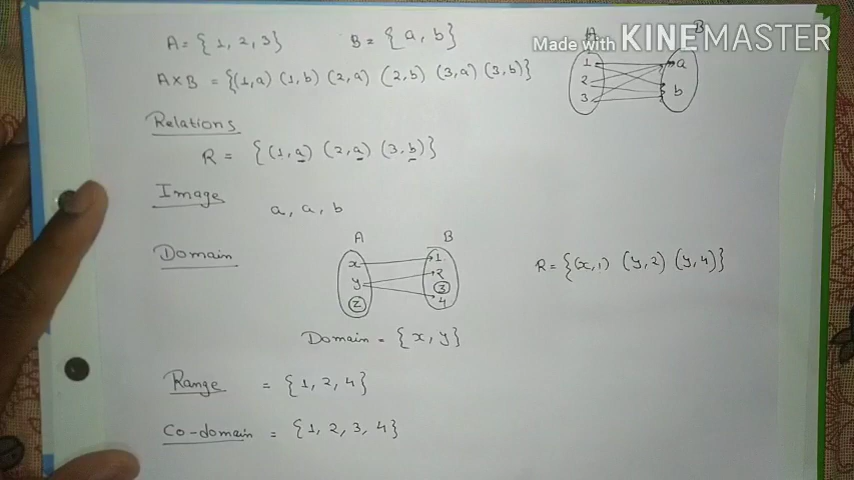 Made with KINEMASTER
A = {1, 2, 3} B = {a, b}
A×B = {(1, a) (1, b) (2, a) (2, b) (3, a) (3, b)}
A B
1 a
2 b
3
Relations
R = {(1, a) (2, a) (3, b)}
Image
a, a, b
Domain
A B
x 1
y 2
z 3
4
R = {(x, 1) (y, 2) (y, 4)}
Domain = {x, y}
Range = {1, 2, 4}
Co-domain = {1, 2, 3, 4}